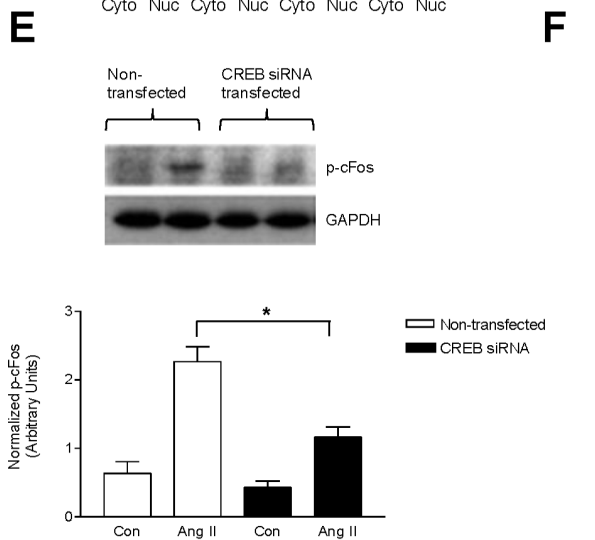 Cyto Nuc Cyto Nuc Cyto Nuc Cyto Nuc
E
F
Non-
transfected
CREB siRNA
transfected
p-cFos
GAPDH
3
2
1
0
Normalized p-cFos
(Arbitrary Units)
*
Non-transfected
CREB siRNA
Con Ang II Con Ang II